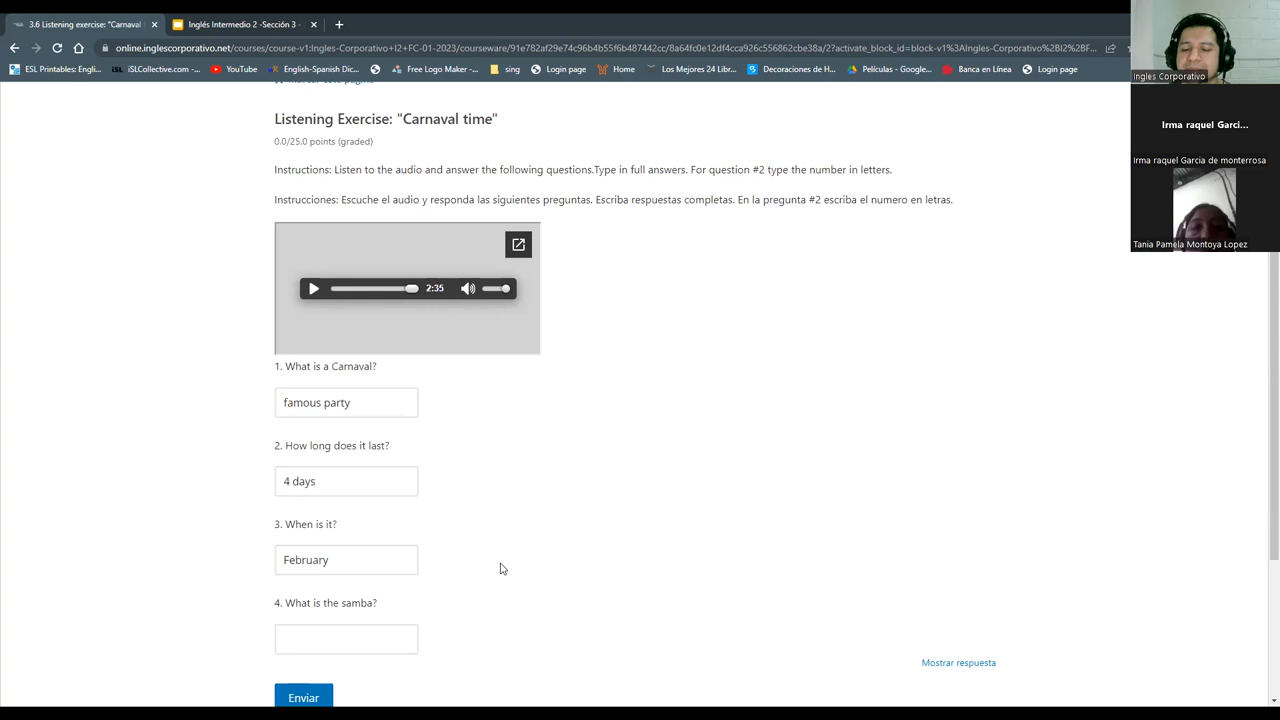 3.6 Listening exercise: "Carnaval
Inglés Intermedio 2 -Sección 3 -
online.inglescorporativo.net/courses/course-v1:Ingles-Corporativo+I2+FC-01-2023/courseware/91e782af29e74c96b4b55f6b487442cc/8a64fc0e12df4cca926c556862cbe38a/2?activate_block_id=block-v1%3AIngles-Corporativo%2BI2%2BF...
ESL Printables: Engli...
iSLCollective.com -...
YouTube
English-Spanish Dic...
Free Logo Maker-...
sing
Login page
Home
Los Mejores 24 Libr...
Decoraciones de H...
Películas - Google...
Banca en Línea
Login page
Ingles Corporativo
Irma raquel Garci...
Irma raquel Garcia de monterrosa
Tania Pamela Montoya Lopez
Listening Exercise: "Carnaval time"
0.0/25.0 points (graded)
Instructions: Listen to the audio and answer the following questions.Type in full answers. For question #2 type the number in letters.
Instrucciones: Escuche el audio y responda las siguientes preguntas. Escriba respuestas completas. En la pregunta #2 escriba el numero en letras.
2:35
1. What is a Carnaval?
famous party
2. How long does it last?
4 days
3. When is it?
February
4. What is the samba?
Mostrar respuesta
Enviar